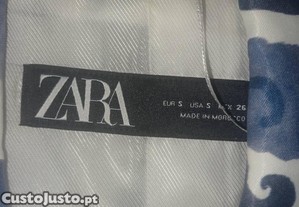 ZARA
EUR S USA S MEX 26
MADE IN MOROCCO
CustoJusto.pt